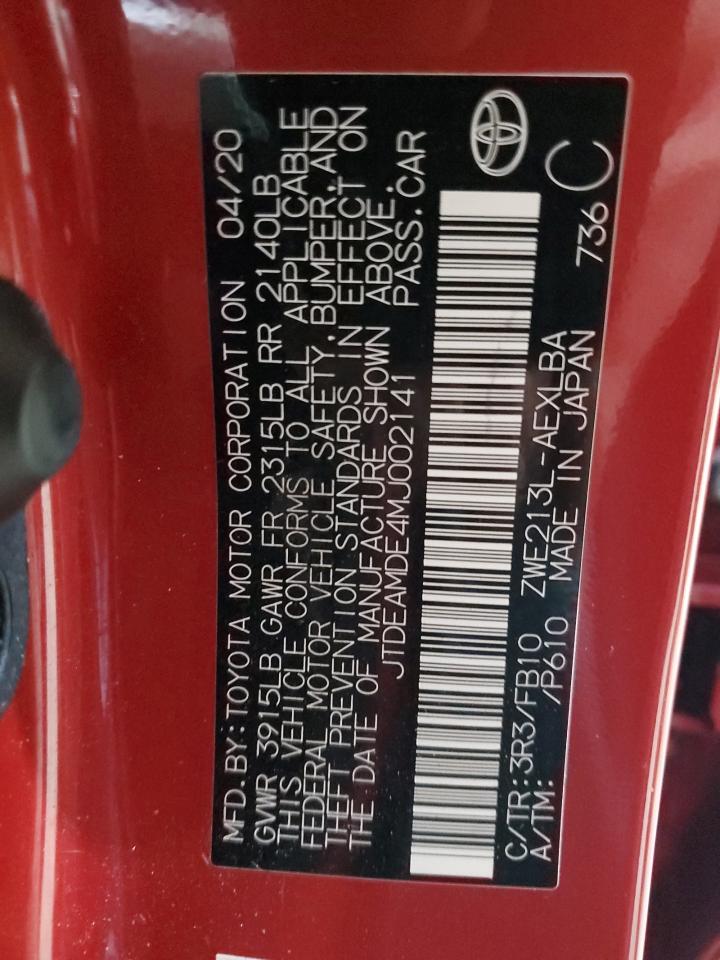 MFD. BY: TOYOTA MOTOR CORPORATION 04/20
GVWR 3915LB GAWR FR 2315LB RR 2140LB
THIS VEHICLE CONFORMS TO ALL APPLICABLE
FEDERAL MOTOR VEHICLE SAFETY, BUMPER, AND
THEFT PREVENTION STANDARDS IN EFFECT ON
THE DATE OF MANUFACTURE SHOWN ABOVE.
JTDEAMDE4MJ002141 PASS. CAR
C/TR: 3R3/FB10 ZWE213L-AEXLBA
A/TM: /P610 MADE IN JAPAN 736 C